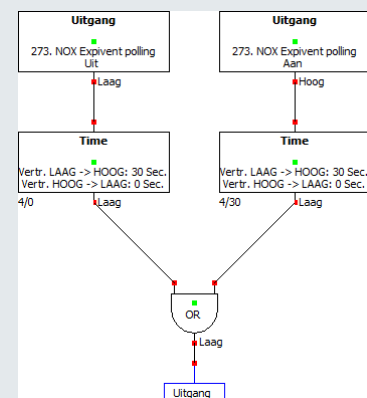 Uitgang
273. NOX Expivent polling
Uit
Laag
Uitgang
273. NOX Expivent polling
Aan
Hoog
Time
Vertr. LAAG -> HOOG: 30 Sec.
Vertr. HOOG -> LAAG: 0 Sec.
4/0
Laag
Time
Vertr. LAAG -> HOOG: 30 Sec.
Vertr. HOOG -> LAAG: 0 Sec.
4/30
Laag
OR
Laag
Uitgang